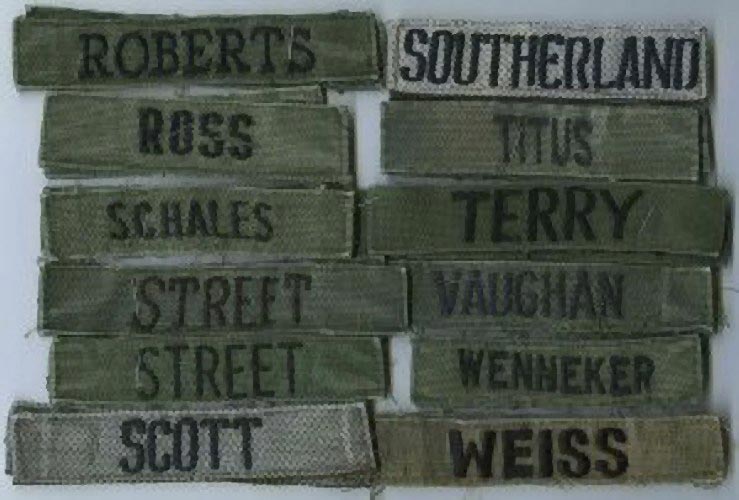 ROBERTS
ROSS
SCHALES
STREET
STREET
SCOTT
SOUTHERLAND
TITUS
TERRY
VAUGHAN
WENNEKER
WEISS